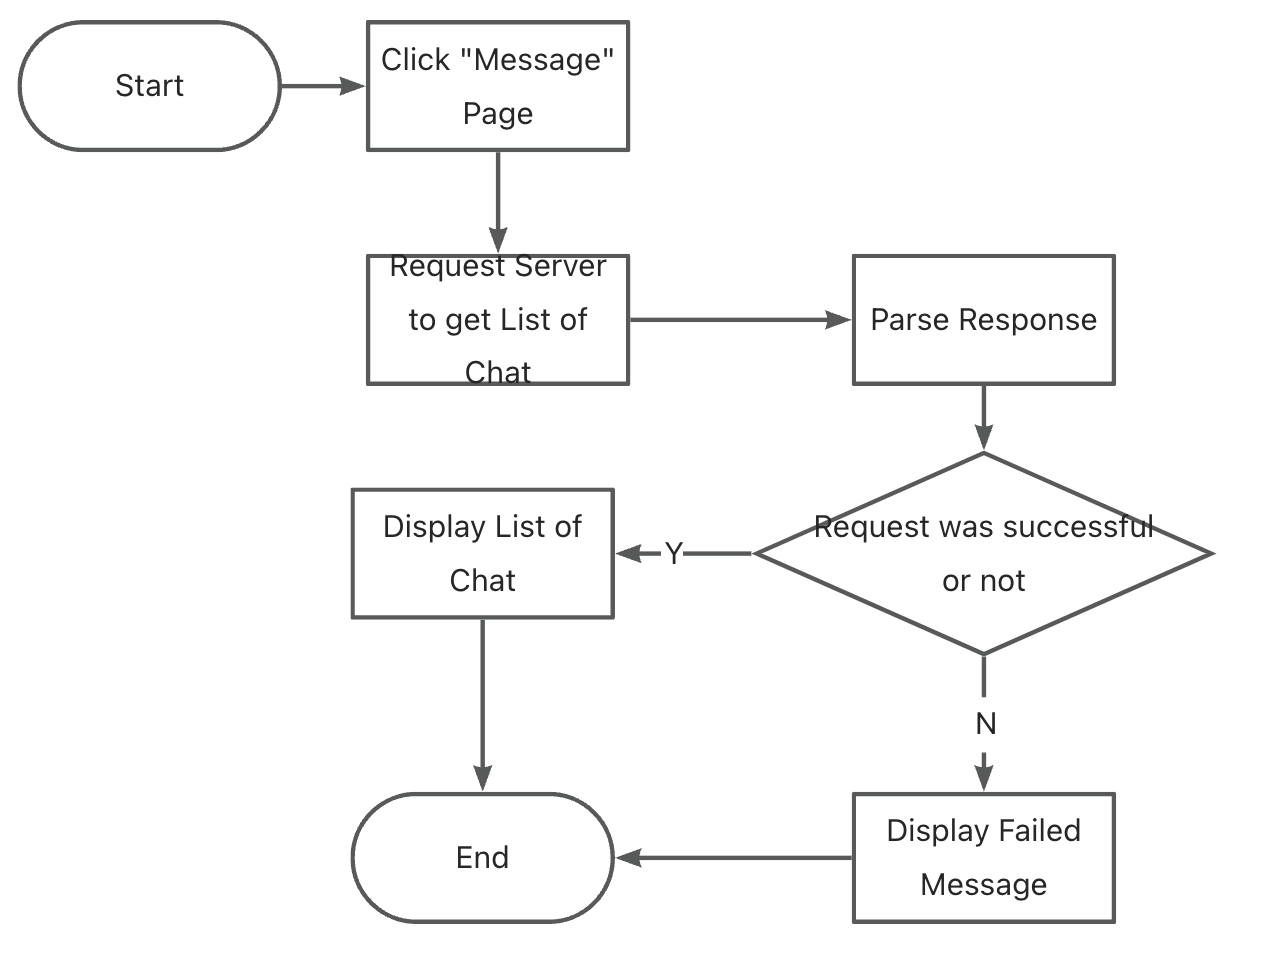 Start
Click "Message"
Page
Request Server
to get List of
Chat
Parse Response
Request was successful
or not
Y
Display List of
Chat
N
Display Failed
Message
End